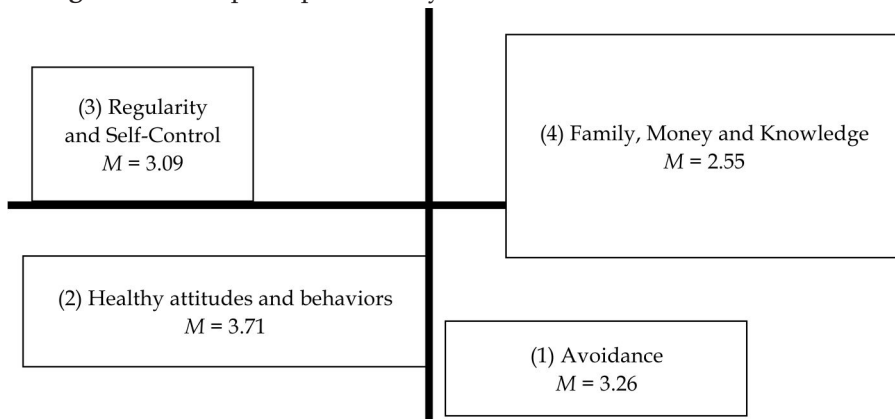 (3) Regularity
and Self-Control
M = 3.09
(4) Family, Money and Knowledge
M = 2.55
(2) Healthy attitudes and behaviors
M = 3.71
(1) Avoidance
M = 3.26